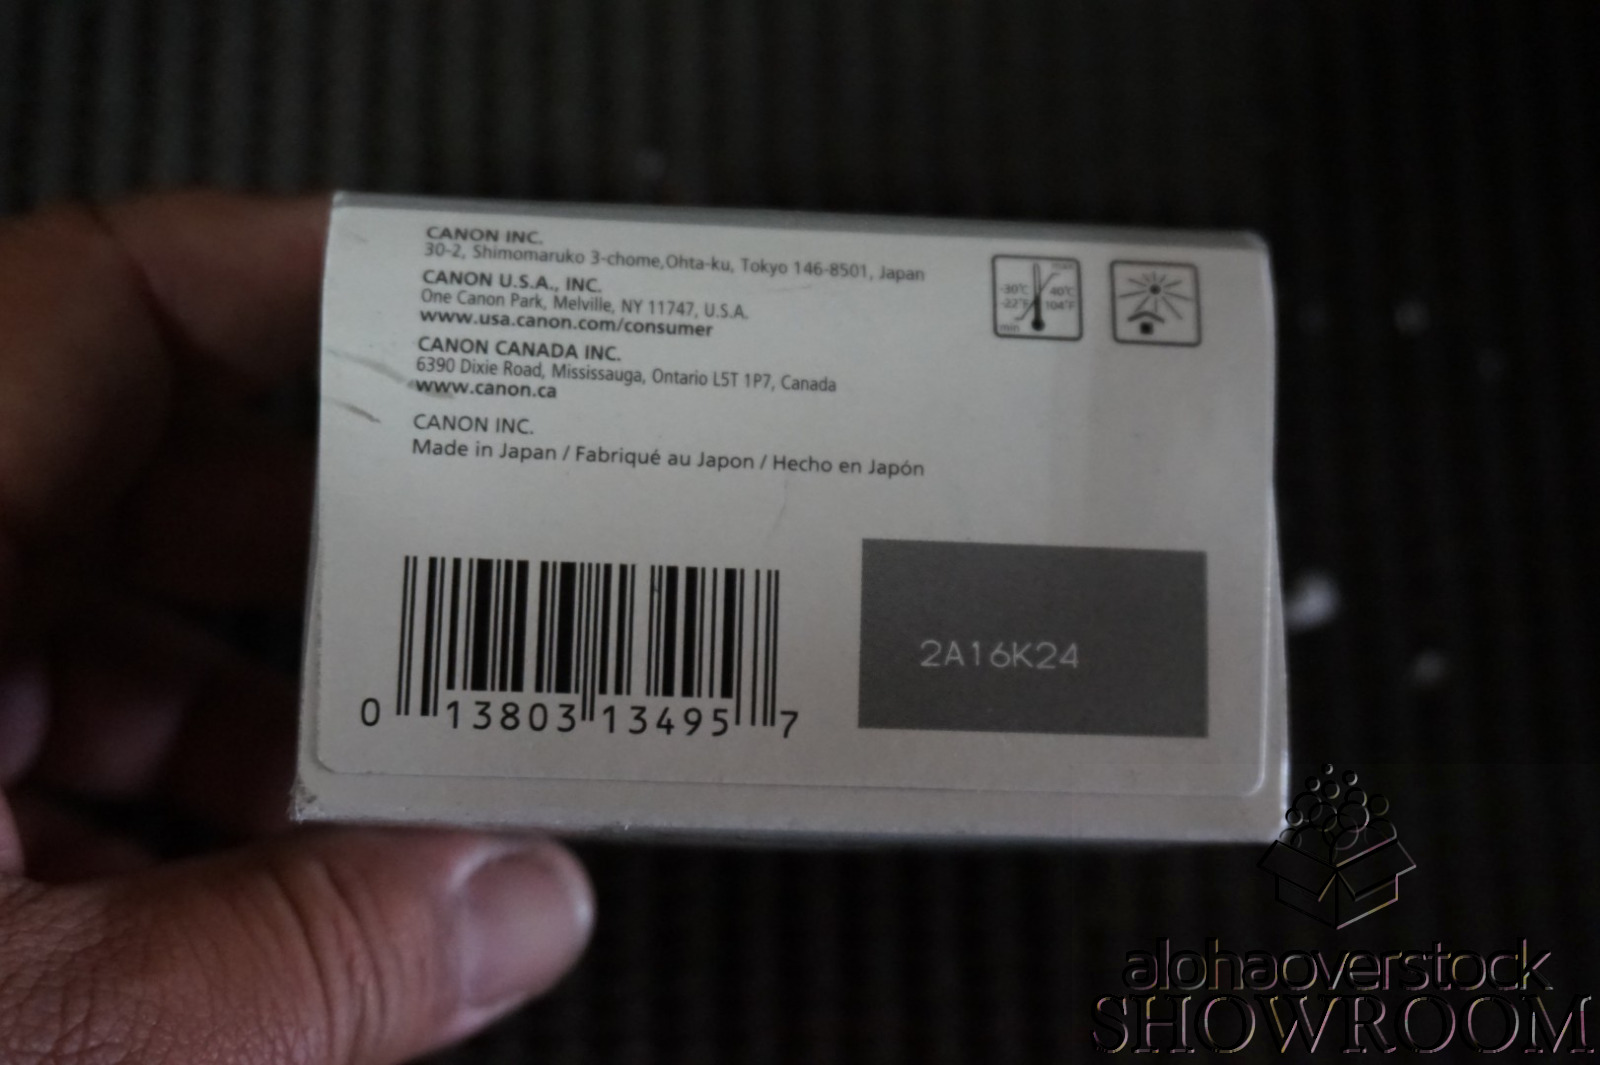 CANON INC.
30-2, Shimomaruko 3-chome,Ohta-ku, Tokyo 146-8501, Japan
CANON U.S.A., INC.
One Canon Park, Melville, NY 11747, U.S.A.
www.usa.canon.com/consumer
CANON CANADA INC.
6390 Dixie Road, Mississauga, Ontario L5T 1P7, Canada
www.canon.ca
CANON INC.
Made in Japan / Fabriqué au Japon / Hecho en Japón
-30°C 40°C
-22°F 104°F
min
2A16K24
0 13803 13495 7
alohaoverstock
SHOWROOM